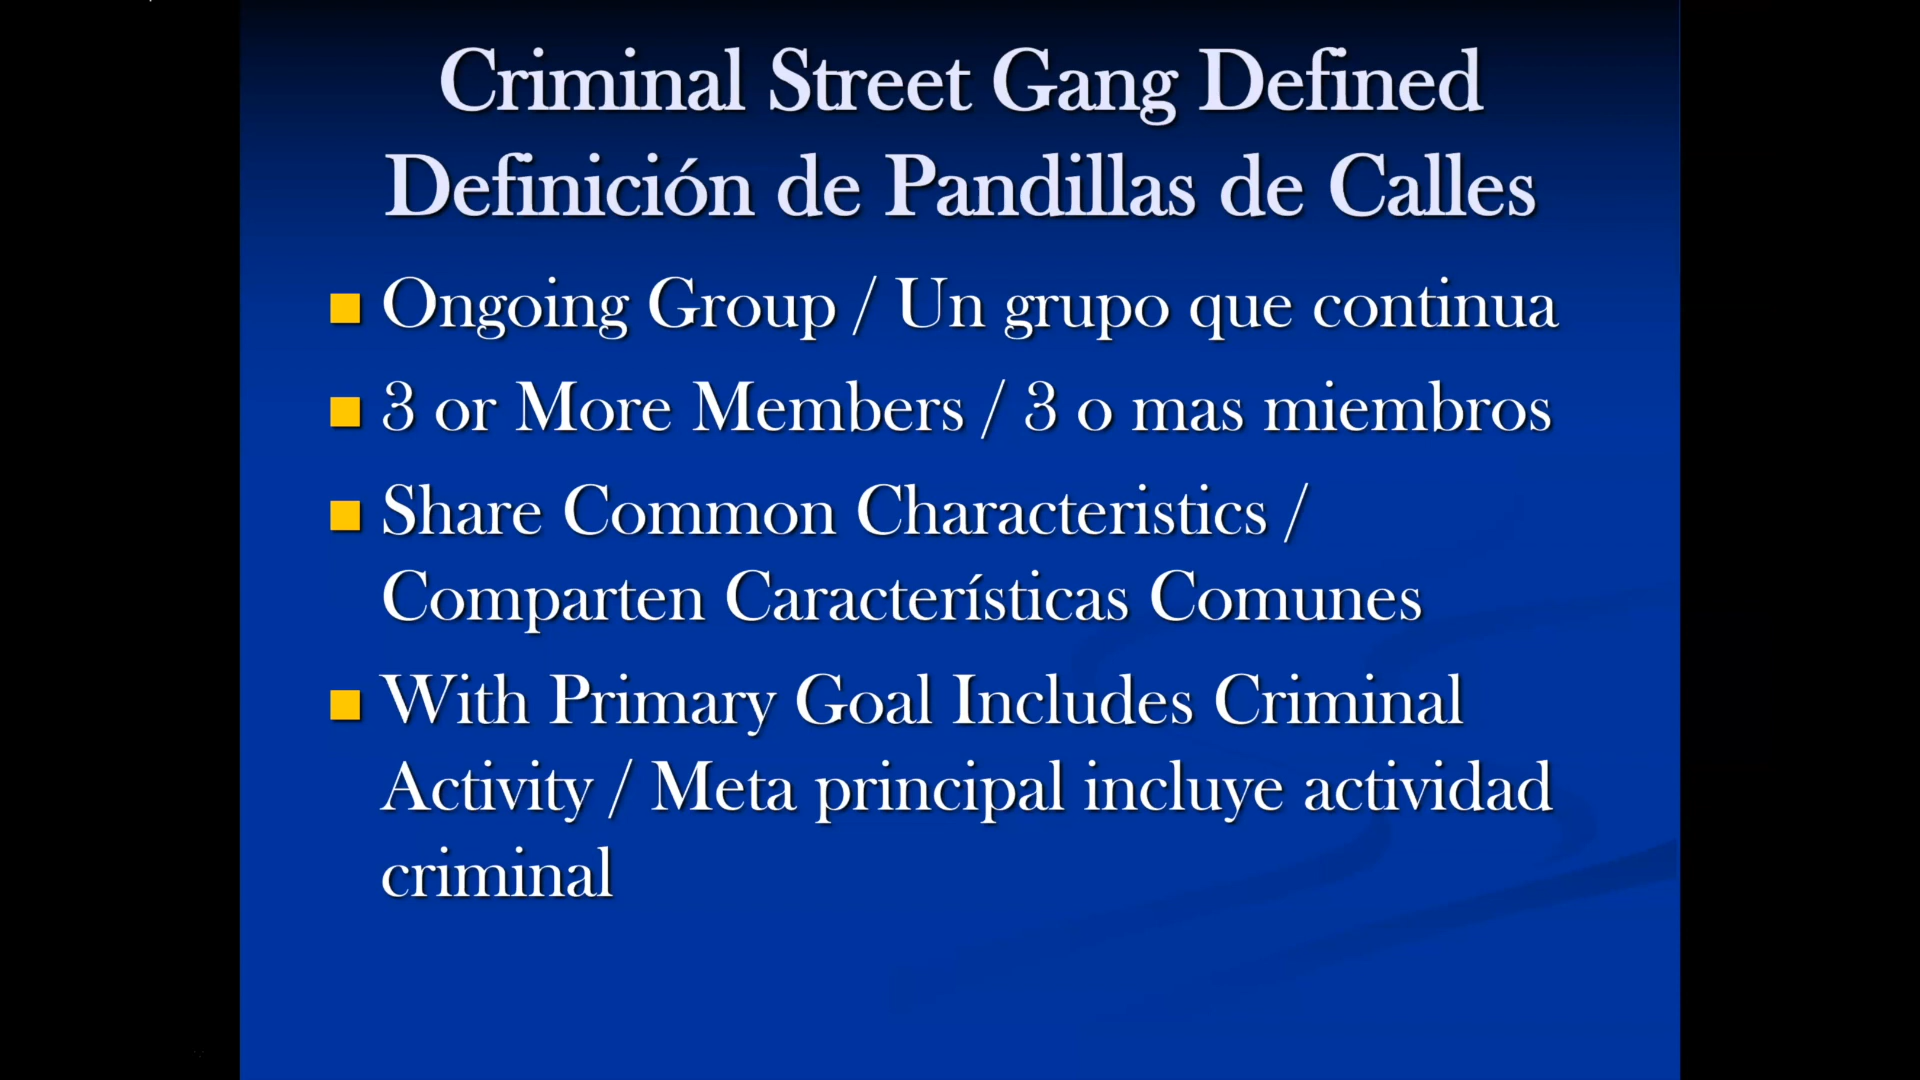 Criminal Street Gang Defined
Definición de Pandillas de Calles
Ongoing Group / Un grupo que continua
3 or More Members / 3 o mas miembros
Share Common Characteristics /
Comparten Características Comunes
With Primary Goal Includes Criminal
Activity / Meta principal incluye actividad
criminal